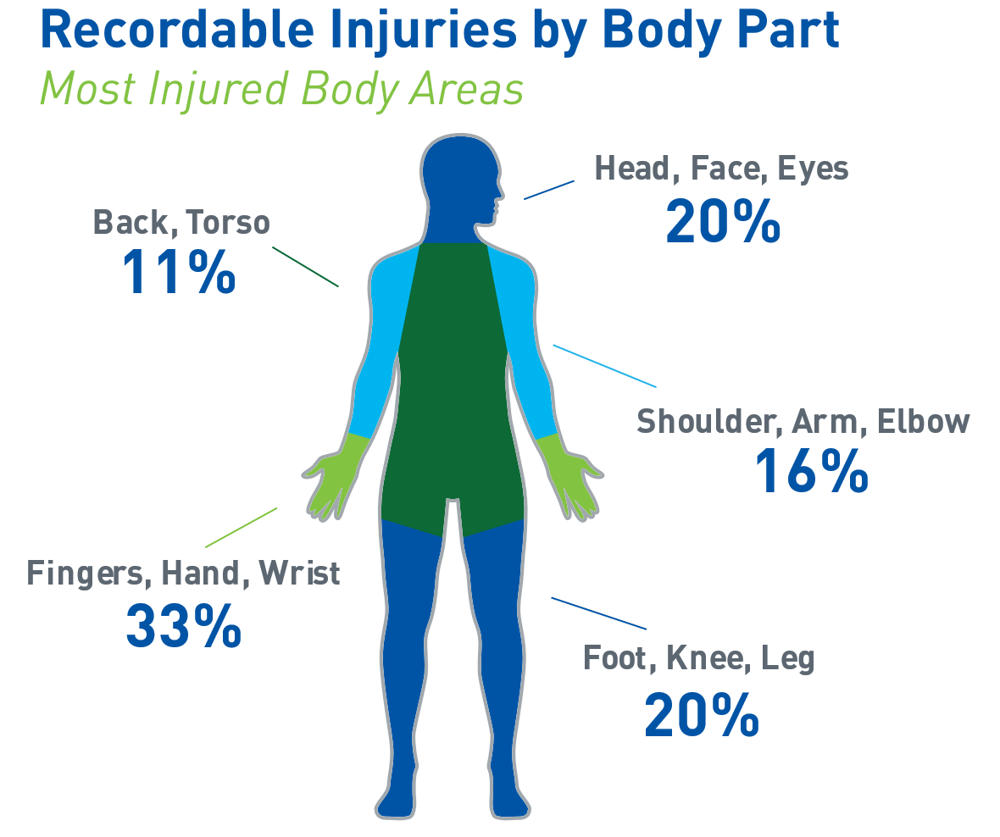 Recordable Injuries by Body Part
Most Injured Body Areas
Head, Face, Eyes
20%
Back, Torso
11%
Shoulder, Arm, Elbow
16%
Fingers, Hand, Wrist
33%
Foot, Knee, Leg
20%